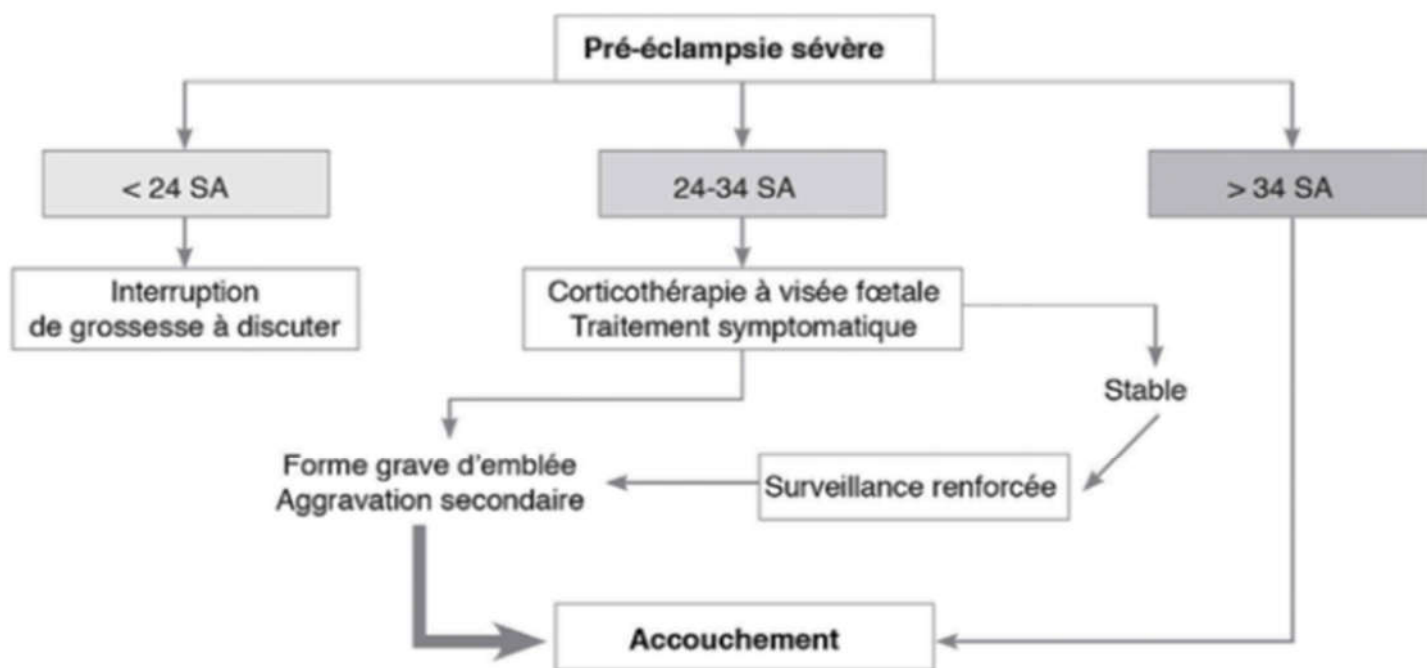 Pré-éclampsie sévère
< 24 SA
24-34 SA
> 34 SA
Interruption
de grossesse à discuter
Corticothérapie à visée fœtale
Traitement symptomatique
Stable
Forme grave d'emblée
Aggravation secondaire
Surveillance renforcée
Accouchement